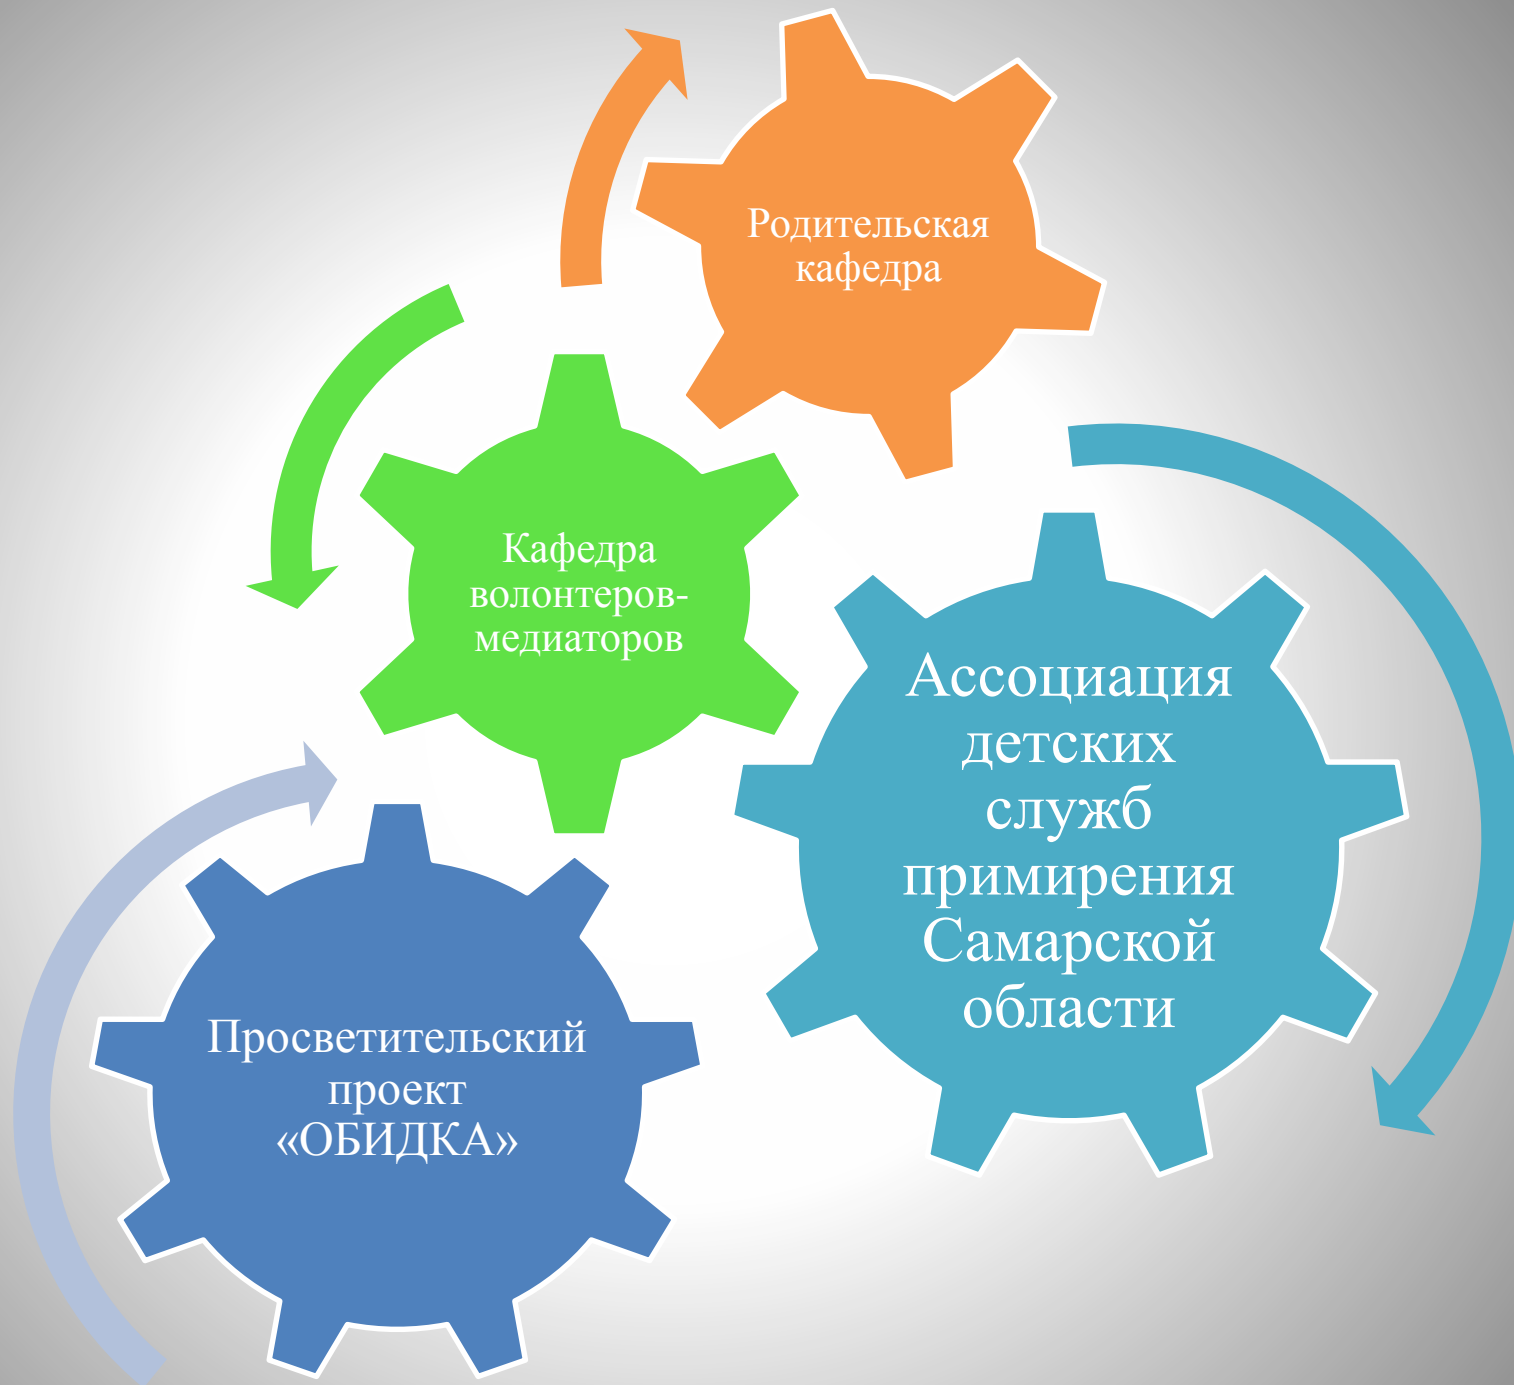 Родительская
кафедра
Кафедра
волонтеров-
медиаторов
Ассоциация
детских
служб
примирения
Самарской
области
Просветительский
проект
«ОБИДКА»